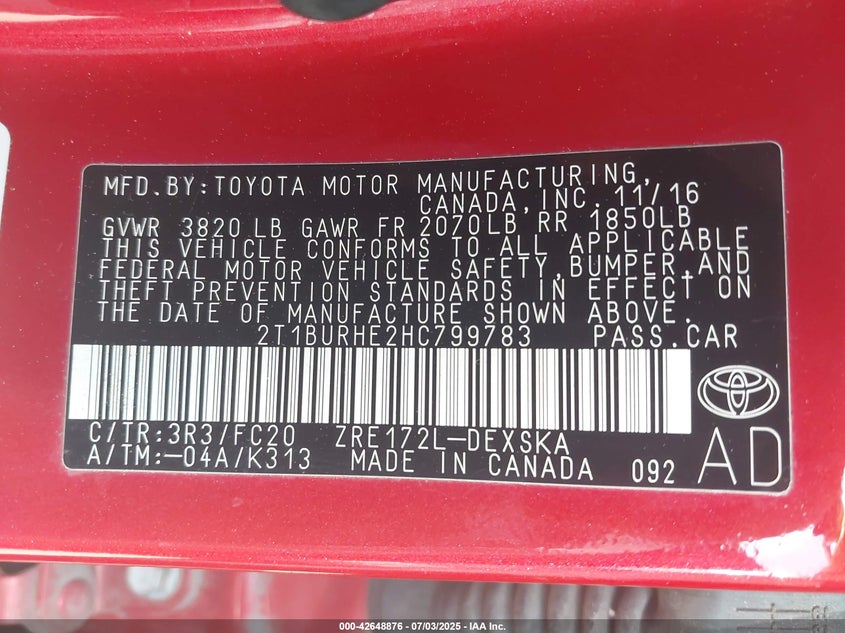 MFD.BY:TOYOTA MOTOR MANUFACTURING,
CANADA,INC. 11/16
GVWR 3820 LB GAWR FR 2070LB, RR 1850LB
THIS VEHICLE CONFORMS TO ALL APPLICABLE
FEDERAL MOTOR VEHICLE SAFETY,BUMPER,AND
THEFT PREVENTION STANDARDS IN EFFECT ON
THE DATE OF MANUFACTURE SHOWN ABOVE.
2T1BURHE2HC799783 PASS.CAR
C/TR:3R3/FC20 ZRE172L-DEXSKA
A/TM:-04A/K313 MADE IN CANADA 092 AD
000-42648876 - 07/03/2025 - IAA Inc.